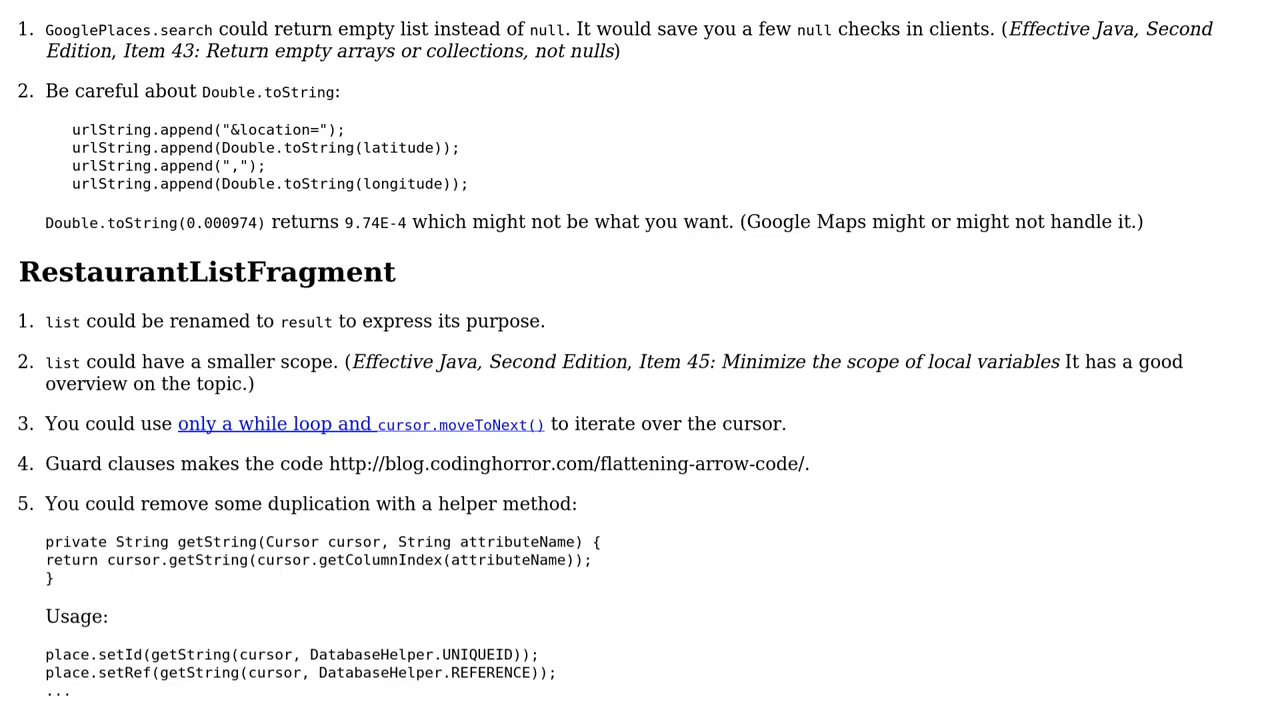 1. GooglePlaces.search could return empty list instead of null. It would save you a few null checks in clients. (Effective Java, Second
Edition, Item 43: Return empty arrays or collections, not nulls)
2. Be careful about Double.toString:
urlString.append("&location=");
urlString.append(Double.toString(latitude));
urlString.append(",");
urlString.append(Double.toString(longitude));
Double.toString(0.000974) returns 9.74E-4 which might not be what you want. (Google Maps might or might not handle it.)
RestaurantListFragment
1. list could be renamed to result to express its purpose.
2. list could have a smaller scope. (Effective Java, Second Edition, Item 45: Minimize the scope of local variables It has a good
overview on the topic.)
3. You could use only a while loop and cursor.moveToNext() to iterate over the cursor.
4. Guard clauses makes the code http://blog.codinghorror.com/flattening-arrow-code/.
5. You could remove some duplication with a helper method:
private String getString(Cursor cursor, String attributeName) {
return cursor.getString(cursor.getColumnIndex(attributeName));
}
Usage:
place.setId(getString(cursor, DatabaseHelper.UNIQUEID));
place.setRef(getString(cursor, DatabaseHelper.REFERENCE));
...